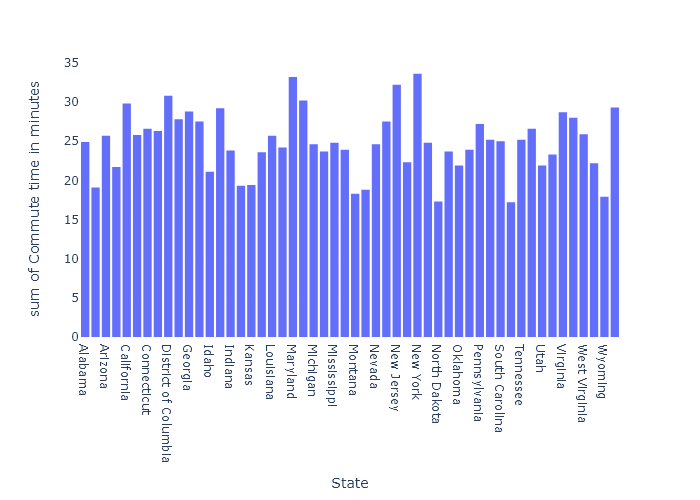 35
30
25
20
15
10
5
0
sum of Commute time in minutes
Alabama
Arizona
California
Connecticut
District of Columbia
Georgia
Idaho
Indiana
Kansas
Louisiana
Maryland
Michigan
Mississippi
Montana
Nevada
New Jersey
New York
North Dakota
Oklahoma
Pennsylvania
South Carolina
Tennessee
Utah
Virginia
West Virginia
Wyoming
State